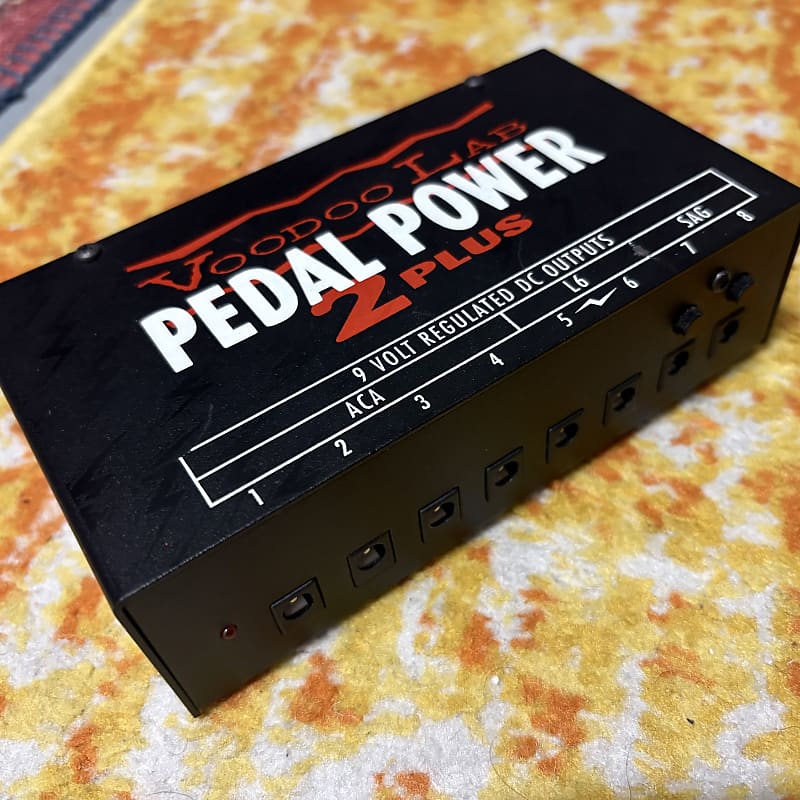 VOODOO LAB
PEDAL POWER
2 PLUS
9 VOLT REGULATED DC OUTPUTS
ACA L6 SAG
1 2 3 4 5 6 7 8